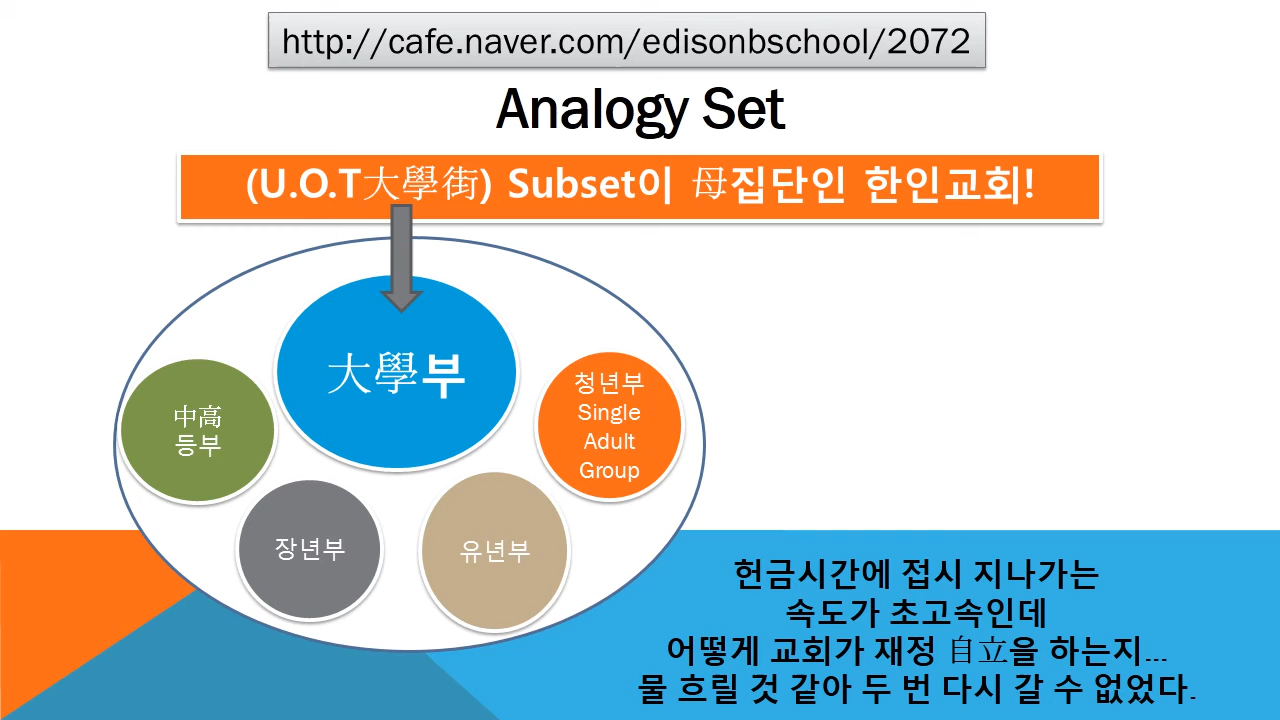 http://cafe.naver.com/edisonbschool/2072
Analogy Set
(U.O.T大學街) Subset이 母집단인 한인교회!
大學부
中高
등부
청년부
Single
Adult
Group
장년부
유년부
헌금시간에 접시 지나가는
속도가 초고속인데
어떻게 교회가 재정 自立을 하는지...
물 흐릴 것 같아 두 번 다시 갈 수 없었다.